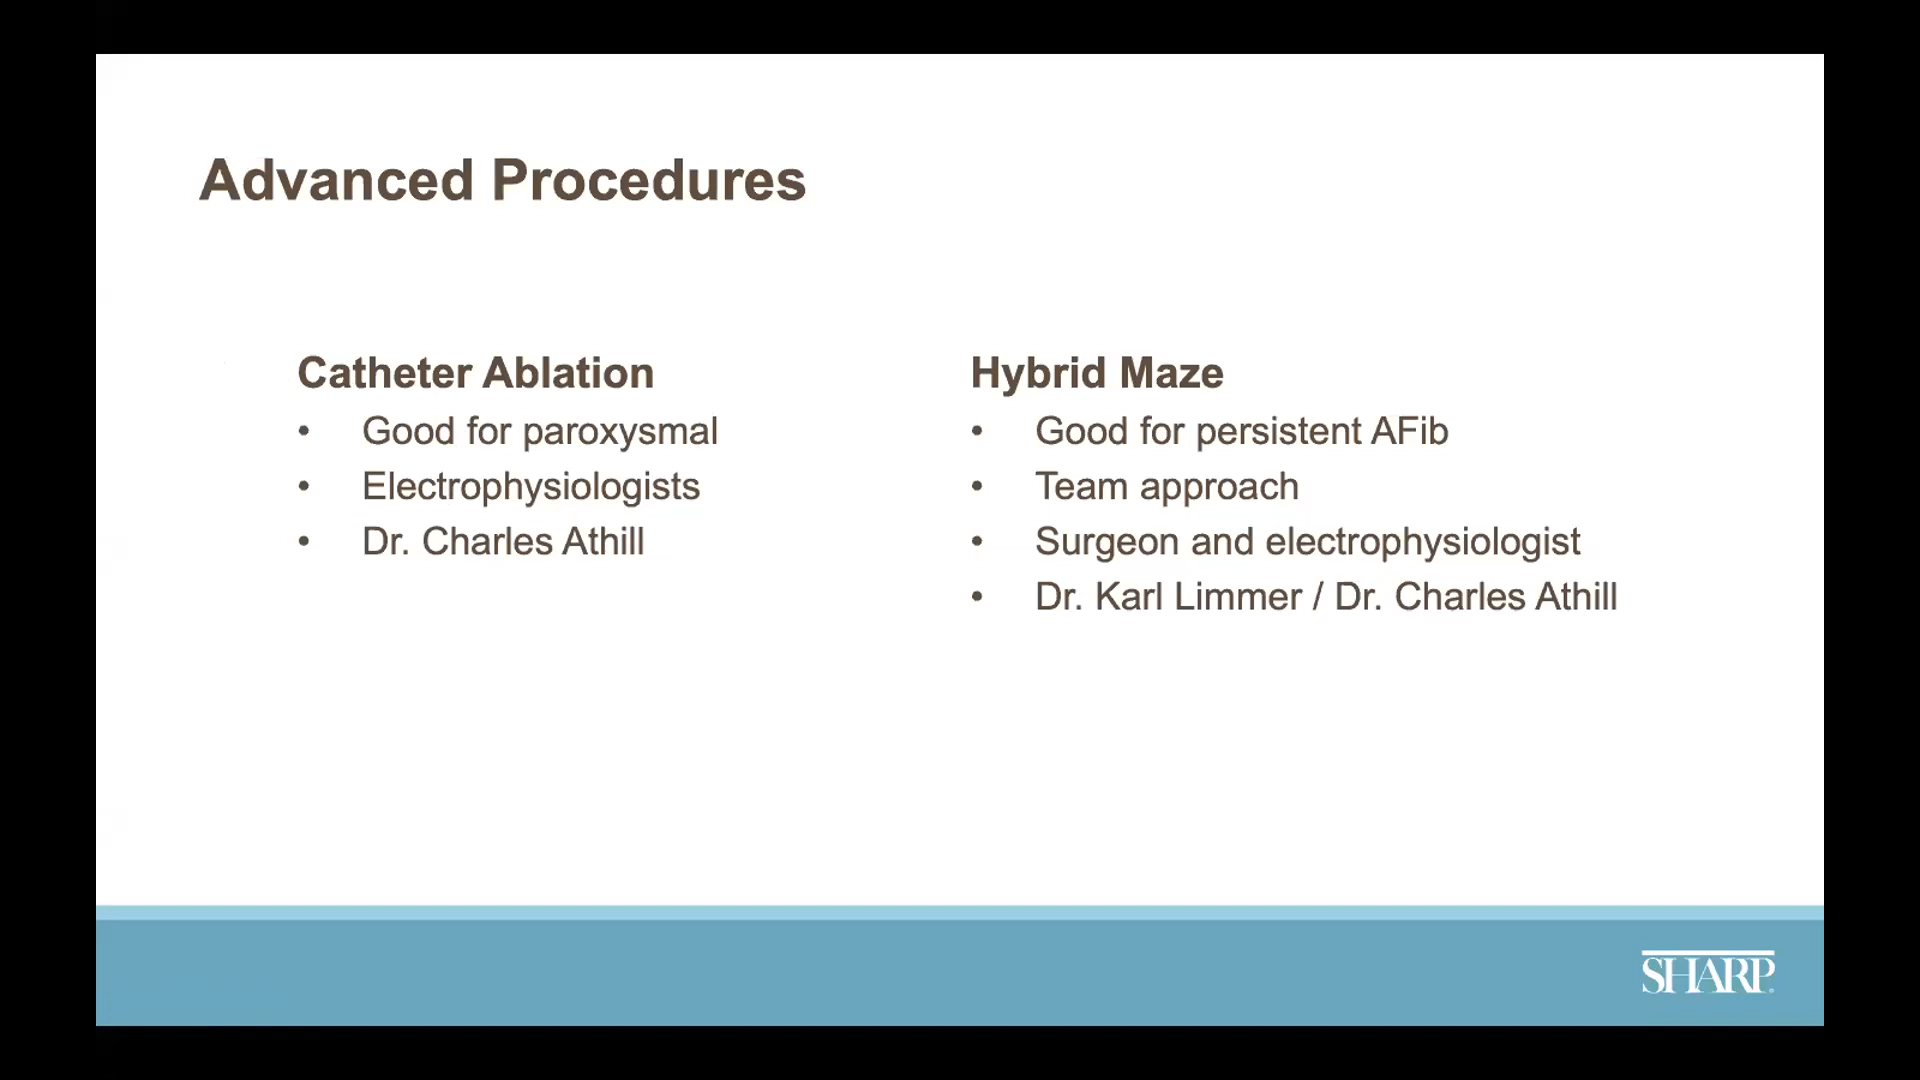 Advanced Procedures
Catheter Ablation
• Good for paroxysmal
• Electrophysiologists
• Dr. Charles Athill
Hybrid Maze
• Good for persistent AFib
• Team approach
• Surgeon and electrophysiologist
• Dr. Karl Limmer / Dr. Charles Athill
SHARP®